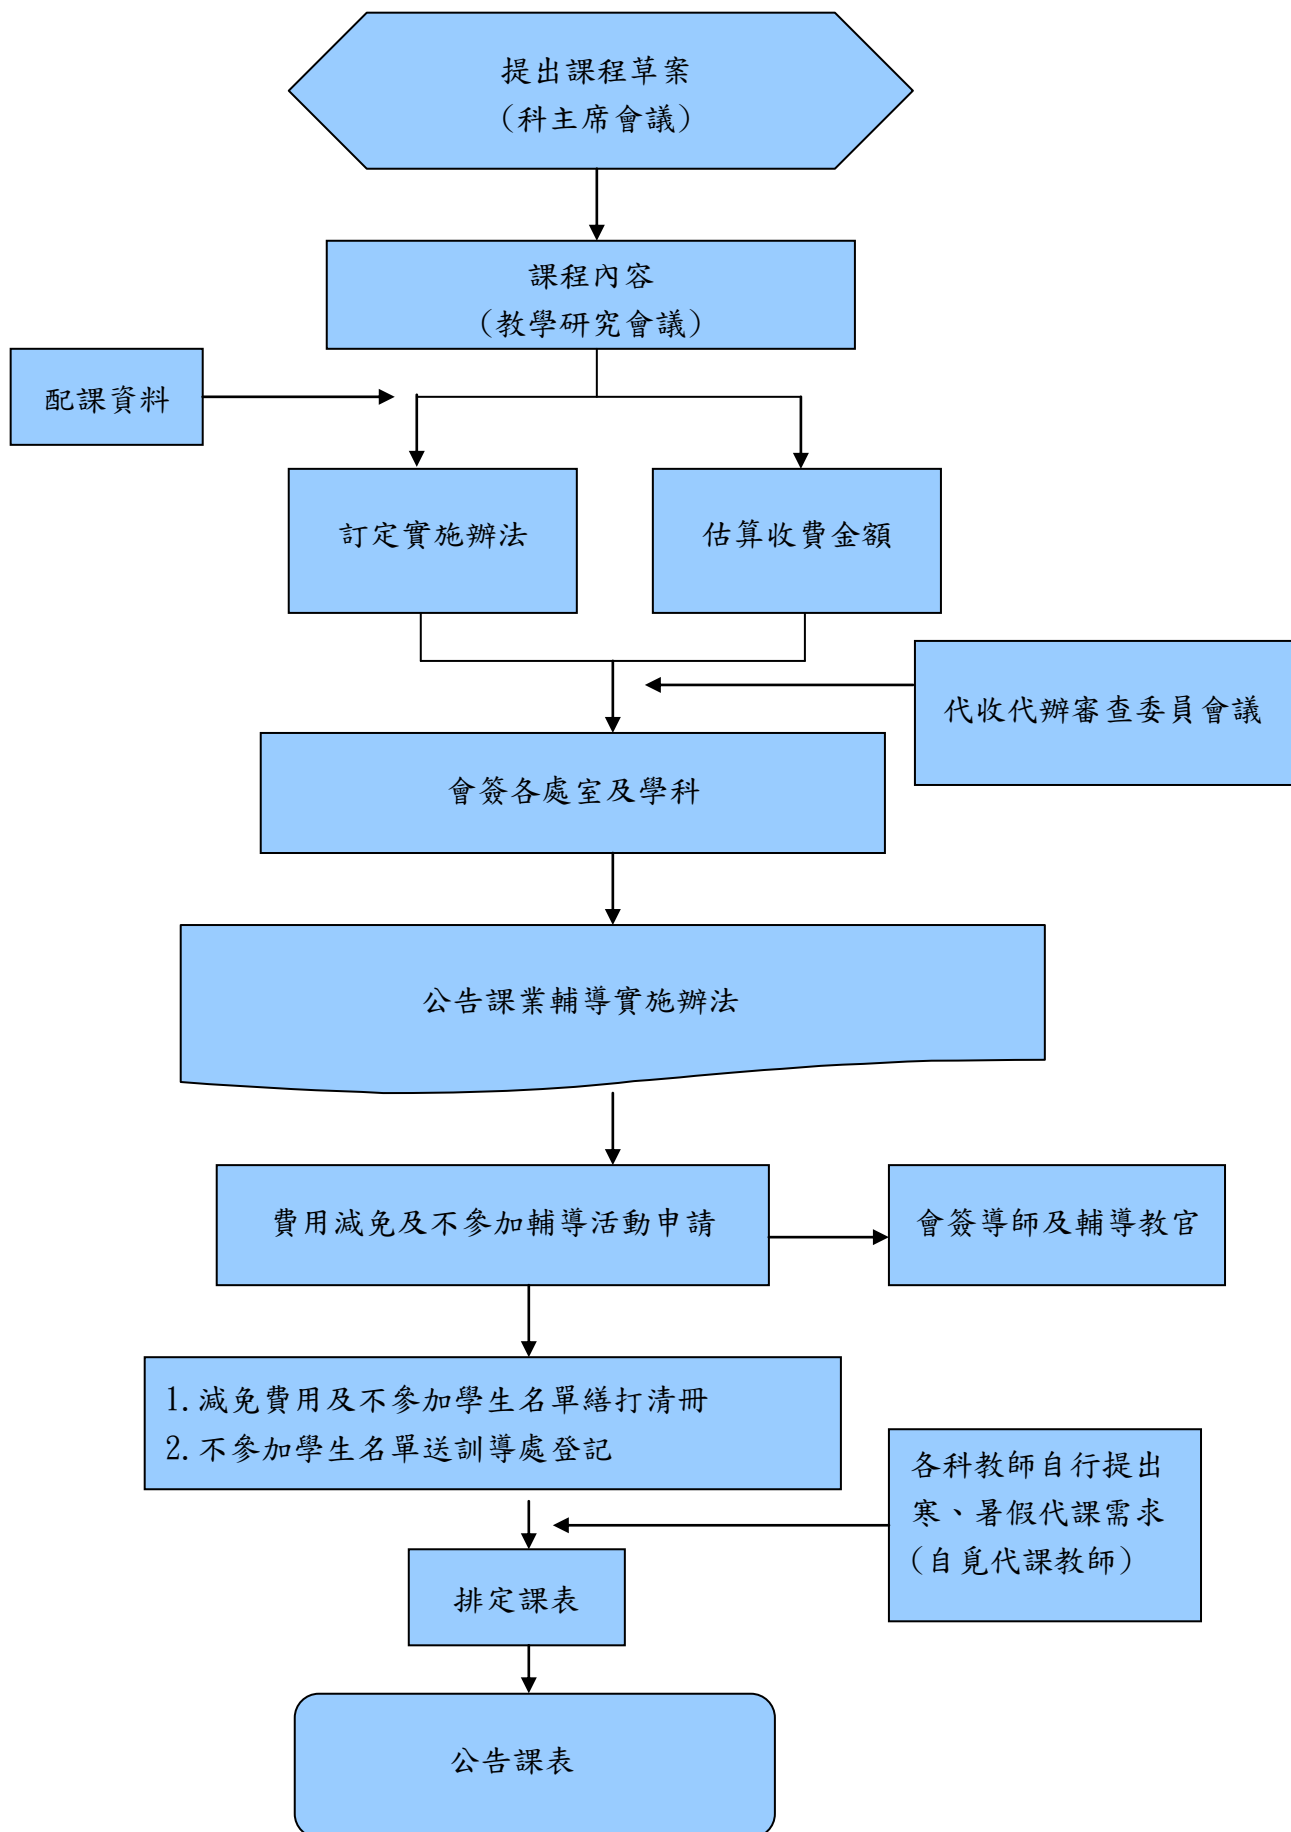 提出課程草案
(科主席會議)
課程內容
(教學研究會議)
配課資料
訂定實施辦法
估算收費金額
代收代辦審查委員會議
會簽各處室及學科
公告課業輔導實施辦法
費用減免及不參加輔導活動申請
會簽導師及輔導教官
1.減免費用及不參加學生名單繕打清冊
2.不參加學生名單送訓導處登記
各科教師自行提出
寒、暑假代課需求
(自覓代課教師)
排定課表
公告課表